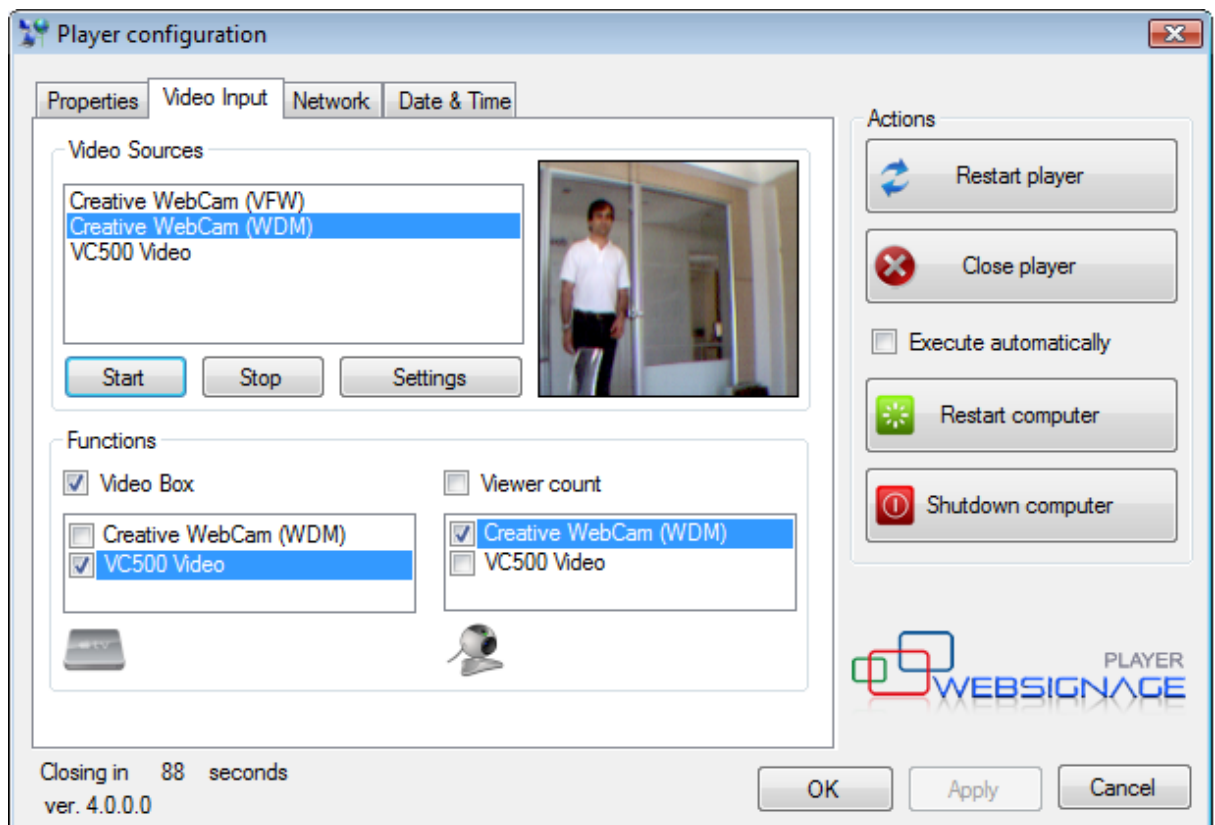 Player configuration
Properties Video Input Network Date & Time
Video Sources
Creative WebCam (VFW)
Creative WebCam (WDM)
VC500 Video
Start Stop Settings
Functions
Video Box
Creative WebCam (WDM)
VC500 Video
tv
Viewer count
Creative WebCam (WDM)
VC500 Video
Actions
Restart player
Close player
Execute automatically
Restart computer
Shutdown computer
PLAYER
WEBSIGNAGE
Closing in 88 seconds
ver. 4.0.0.0
OK Apply Cancel